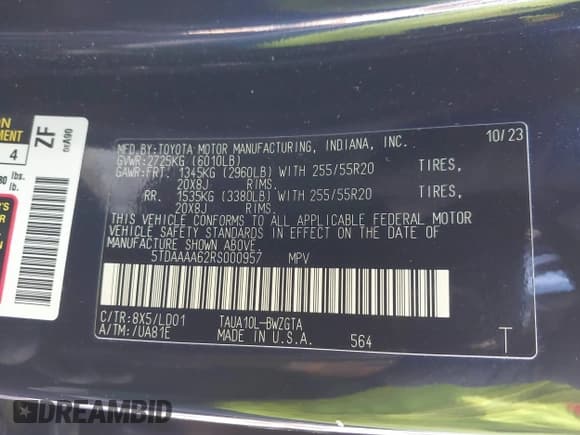 ON
EMENT
4
ZF
MFD. BY:TOYOTA MOTOR MANUFACTURING, INDIANA, INC. 10/23
GVWR:2725KG (6010LB)
GAWR:FRT. 1345KG (2960LB) WITH 255/55R20 TIRES,
20X8J RIMS.
RR. 1535KG (3380LB) WITH 255/55R20 TIRES,
20X8J RIMS.
THIS VEHICLE CONFORMS TO ALL APPLICABLE FEDERAL MOTOR
VEHICLE SAFETY STANDARDS IN EFFECT ON THE DATE OF
MANUFACTURE SHOWN ABOVE.
5TDAAAA62RS000957 MPV
C/TR:8X5/LD01 TAUA10L-BWZGTA
A/TM:/UA81E MADE IN U.S.A. 564 T
DREAMBID